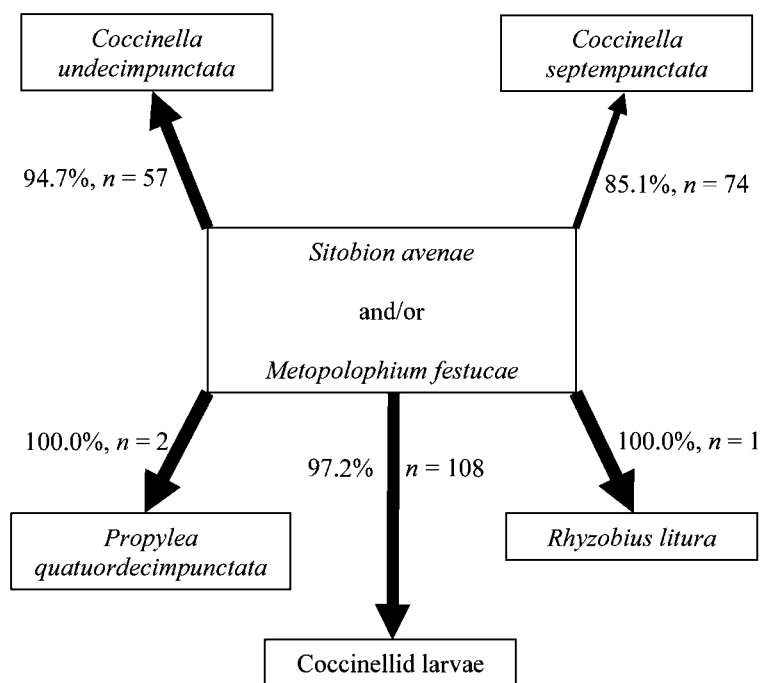 Coccinella
undecimpunctata
Coccinella
septempunctata
94.7%, n = 57
85.1%, n = 74
Sitobion avenae
and/or
Metopolophium festucae
100.0%, n = 2
97.2%
n = 108
100.0%, n = 1
Propylea
quatuordecimpunctata
Rhyzobius litura
Coccinellid larvae